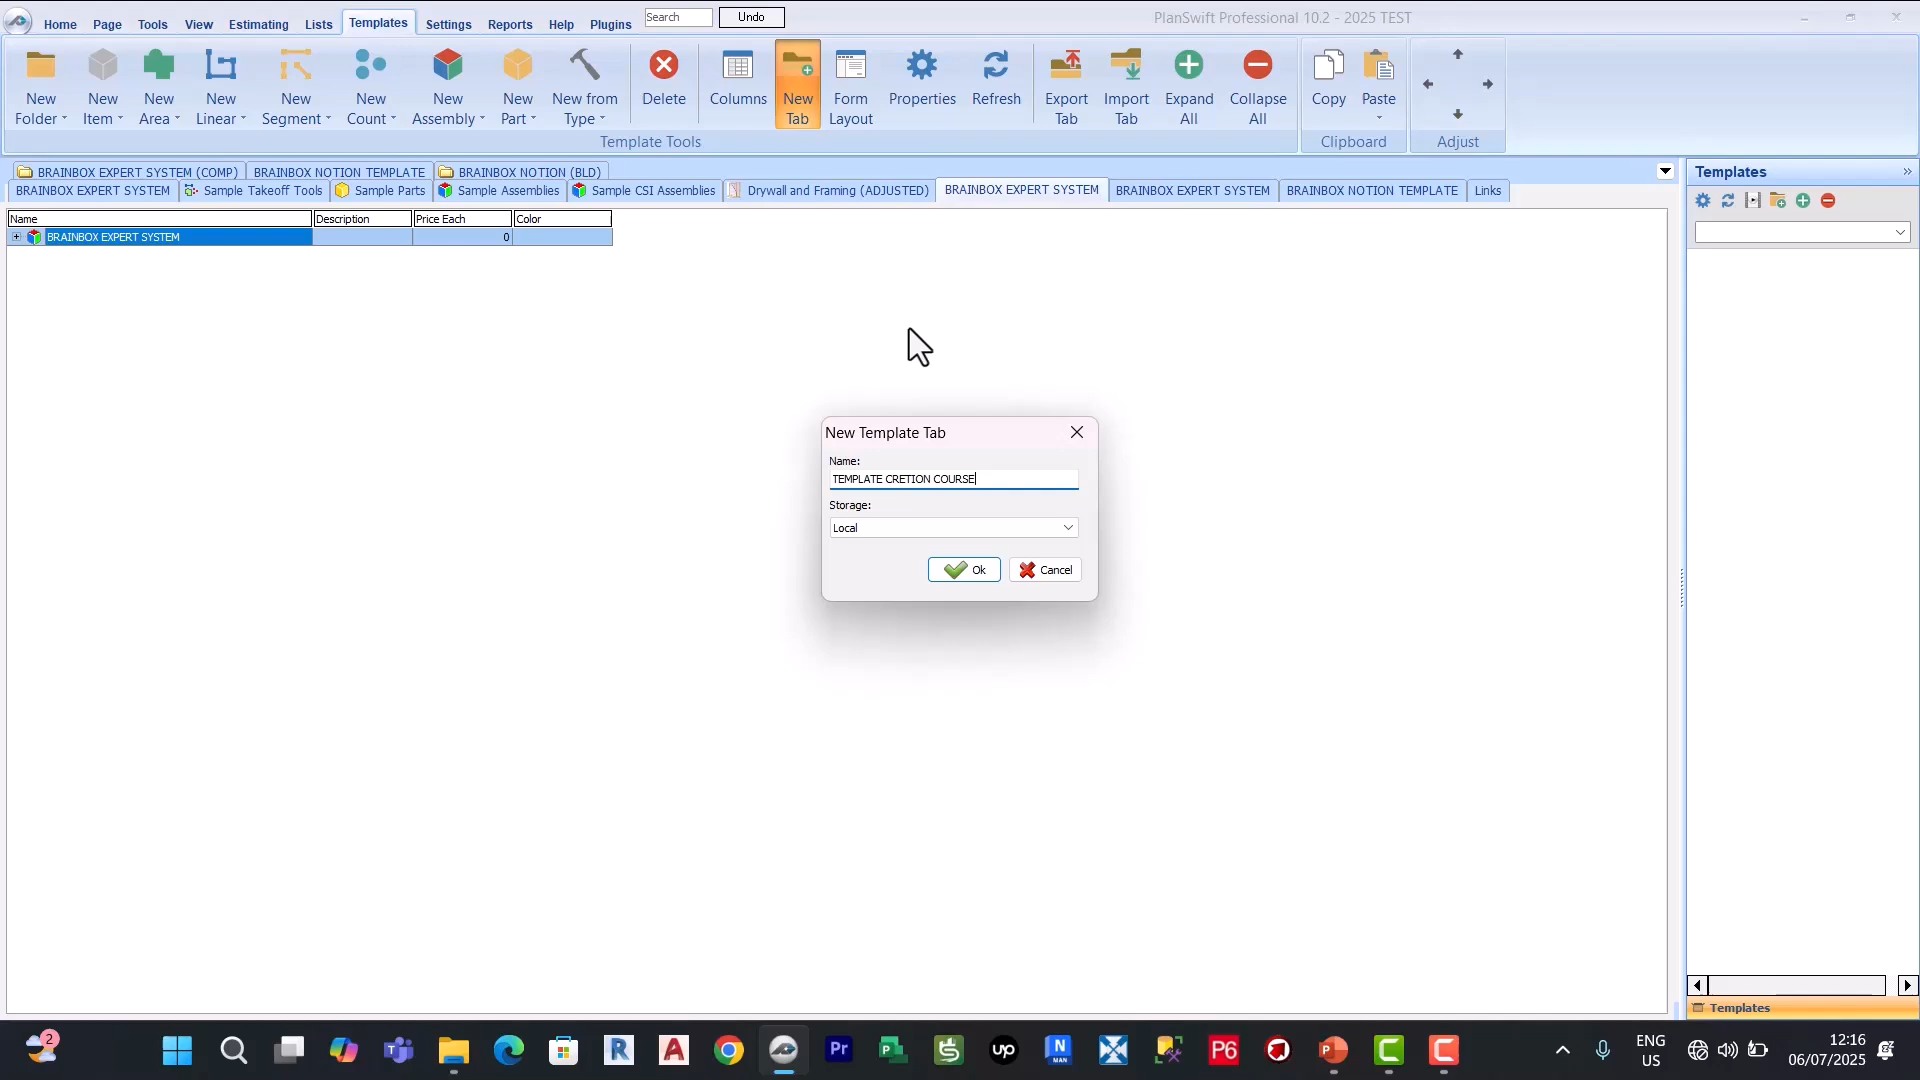 Home Page Tools View Estimating Lists Templates Settings Reports Help Plugins Search Undo PlanSwift Professional 10.2 - 2025 TEST
New Folder
New Item
New Area
New Linear
New Segment
New Count
New Assembly
New Part
New from Type
Delete
Columns
New Tab
Form Layout
Properties
Refresh
Export Tab
Import Tab
Expand All
Collapse All
Copy
Paste
Template Tools Clipboard Adjust
BRAINBOX EXPERT SYSTEM (COMP) BRAINBOX NOTION TEMPLATE BRAINBOX NOTION (BLD)
BRAINBOX EXPERT SYSTEM Sample Takeoff Tools Sample Parts Sample Assemblies Sample CSI Assemblies Drywall and Framing (ADJUSTED) BRAINBOX EXPERT SYSTEM BRAINBOX EXPERT SYSTEM BRAINBOX NOTION TEMPLATE Links
Name Description Price Each Color
BRAINBOX EXPERT SYSTEM 0
Templates
New Template Tab
Name:
TEMPLATE CRETION COURSE
Storage:
Local
Ok Cancel
Templates
2
T
R
A
Pr
P
up
N
MAN
P6
P
C
C
ENG
US
12:16
06/07/2025